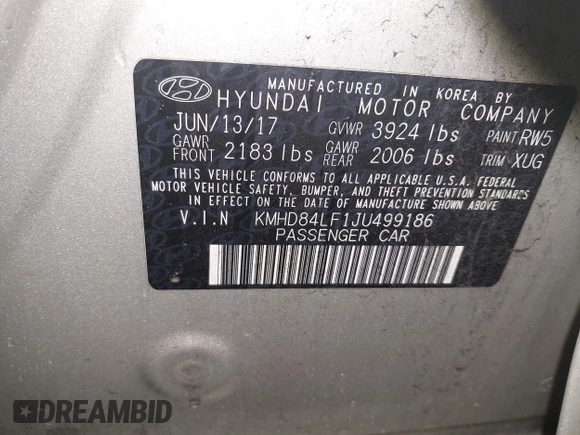 MANUFACTURED IN KOREA BY
HYUNDAI MOTOR COMPANY
JUN/13/17 GVWR 3924 lbs PAINT RW5
GAWR FRONT 2183 lbs GAWR REAR 2006 lbs TRIM XUG
THIS VEHICLE CONFORMS TO ALL APPLICABLE U.S.A. FEDERAL
MOTOR VEHICLE SAFETY, BUMPER, AND THEFT PREVENTION STANDARDS
IN EFFECT ON THE DATE OF MANUFACTURE SHOWN ABOVE.
V.I.N KMHD84LF1JU499186
PASSENGER CAR
DREAMBID